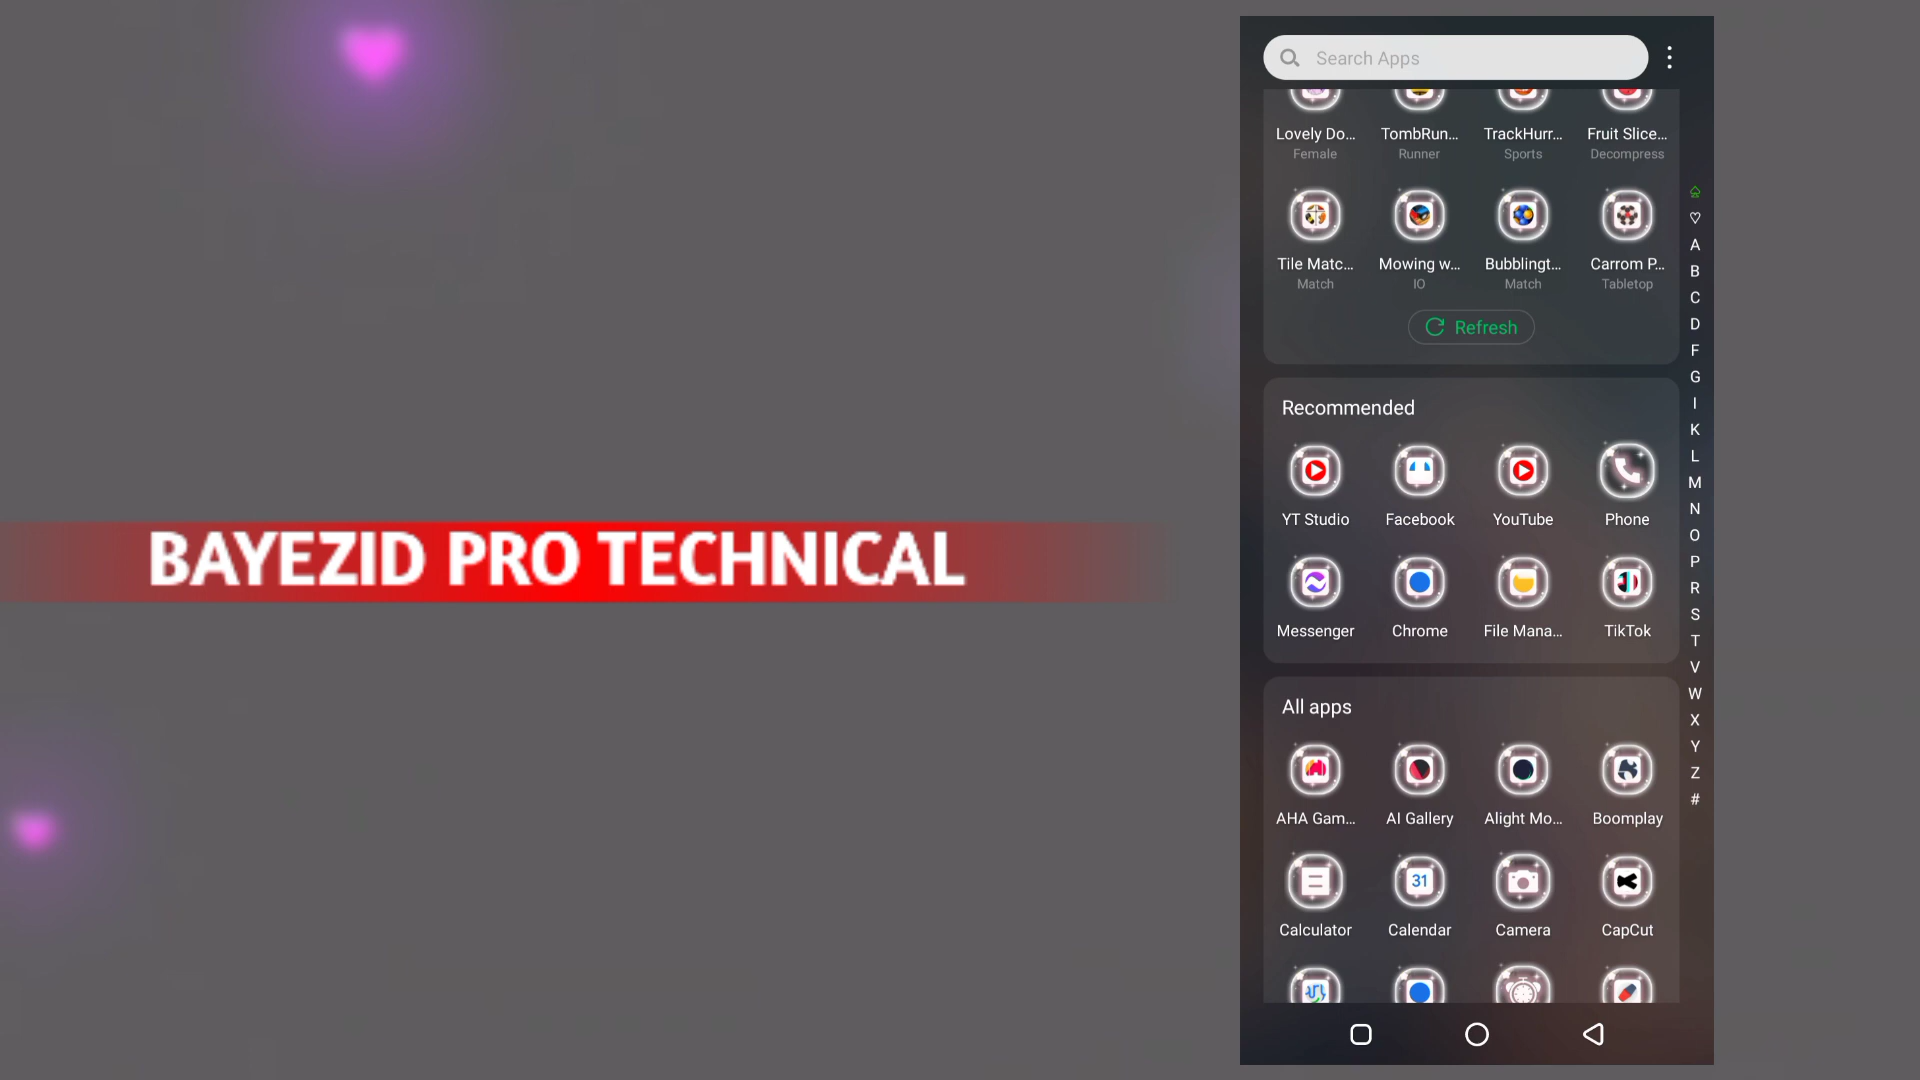 BAYEZID PRO TECHNICAL
Search Apps
Lovely Do... TombRun... TrackHurr... Fruit Slice...
Female Runner Sports Decompress
Tile Matc... Mowing w... Bubblingt... Carrom P...
Match IO Match Tabletop
Refresh
Recommended
YT Studio Facebook YouTube Phone
Messenger Chrome File Mana... TikTok
All apps
AHA Gam... AI Gallery Alight Mo... Boomplay
31
Calculator Calendar Camera CapCut
A
B
C
D
F
G
I
K
L
M
N
O
P
R
S
T
V
W
X
Y
Z
#